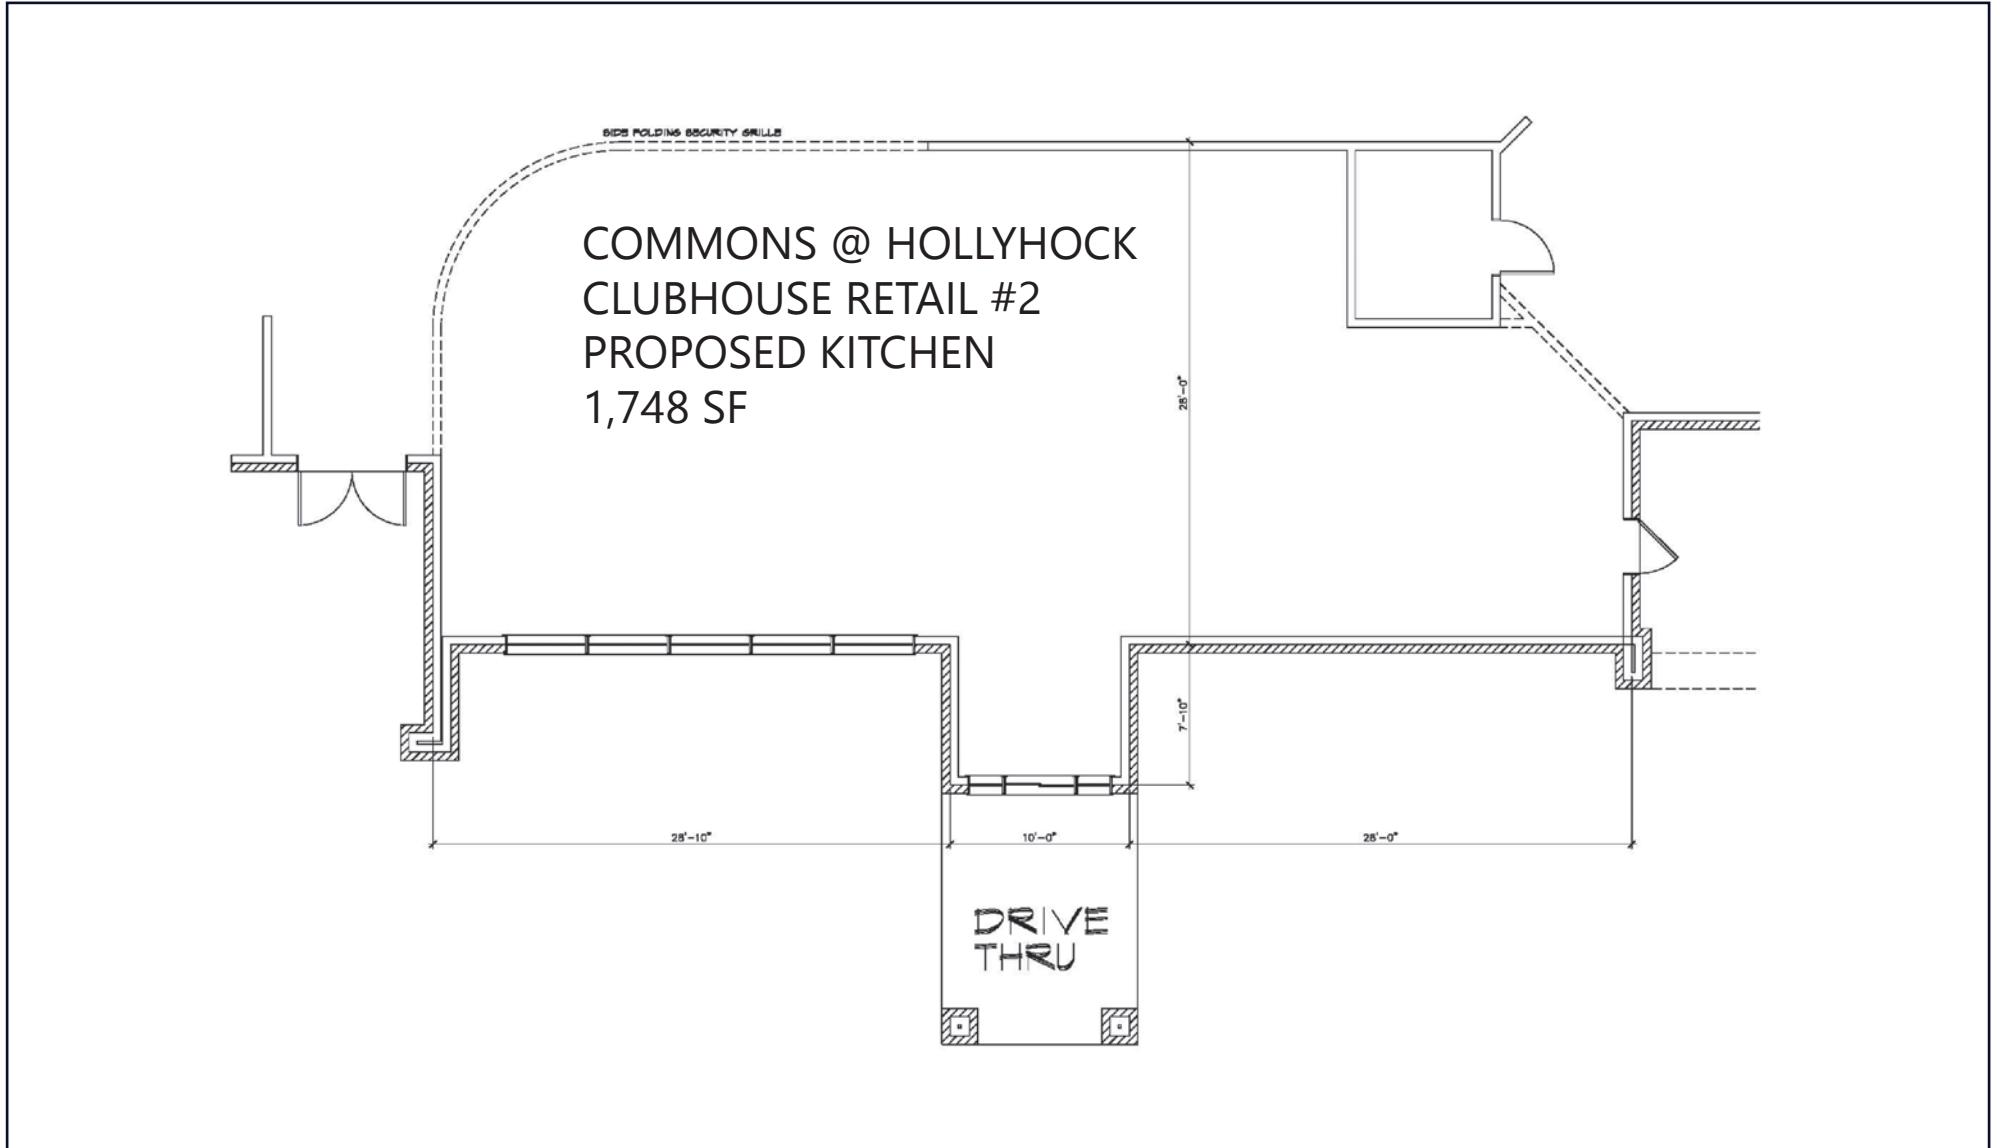 SIDE FOLDING SECURITY GRILLE
COMMONS @ HOLLYHOCK
CLUBHOUSE RETAIL #2
PROPOSED KITCHEN
1,748 SF
28'-0"
7'-10"
28'-10"
10'-0"
28'-0"
DRIVE
THRU